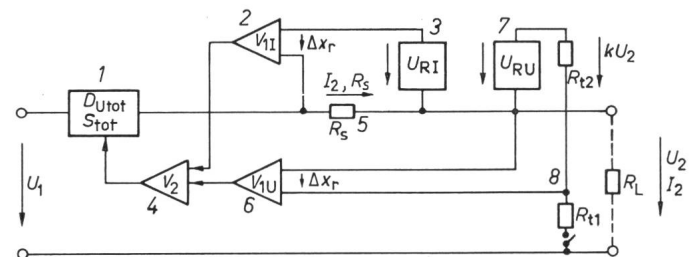 2
3
7
V1I
Δxr
URI
URU
Rt2
kU2
1
I2, Rs
DUtot
Stot
Rs
5
U1
V2
V1U
Δxr
8
RL
U2
I2
4
6
Rt1